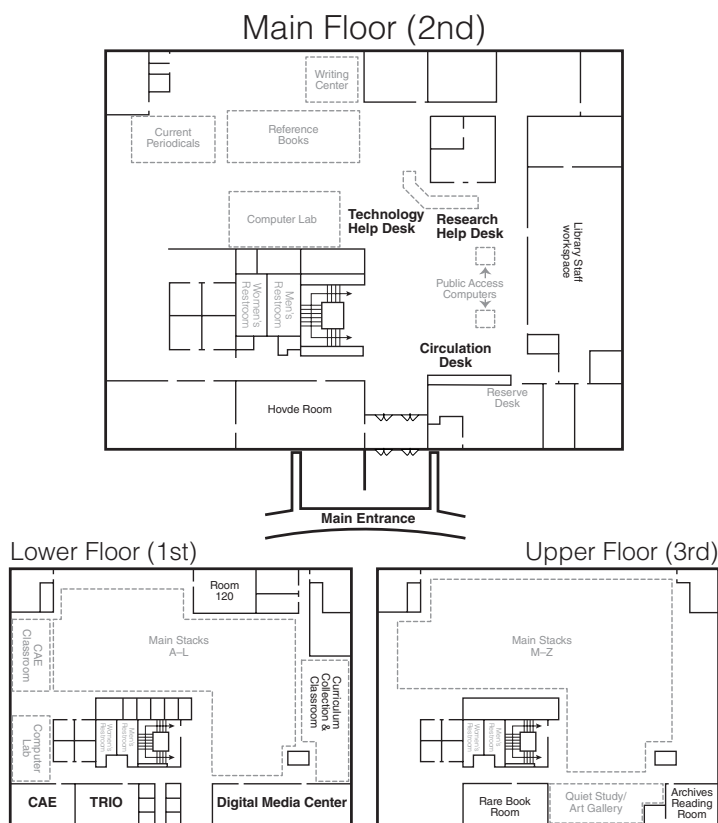 Main Floor (2nd)
Writing
Center
Current
Periodicals
Reference
Books
Computer Lab
Technology
Help Desk
Research
Help Desk
Library Staff
workspace
Women's
Restroom
Men's
Restroom
Public Access
Computers
Circulation
Desk
Reserve
Desk
Hovde Room
Main Entrance
Lower Floor (1st)
Room
120
CAE
Classroom
Main Stacks
A–L
Curriculum
Collection &
Classroom
Computer
Lab
Women's
Restroom
Men's
Restroom
CAE
TRIO
Digital Media Center
Upper Floor (3rd)
Main Stacks
M–Z
Women's
Restroom
Men's
Restroom
Rare Book
Room
Quiet Study/
Art Gallery
Archives
Reading
Room